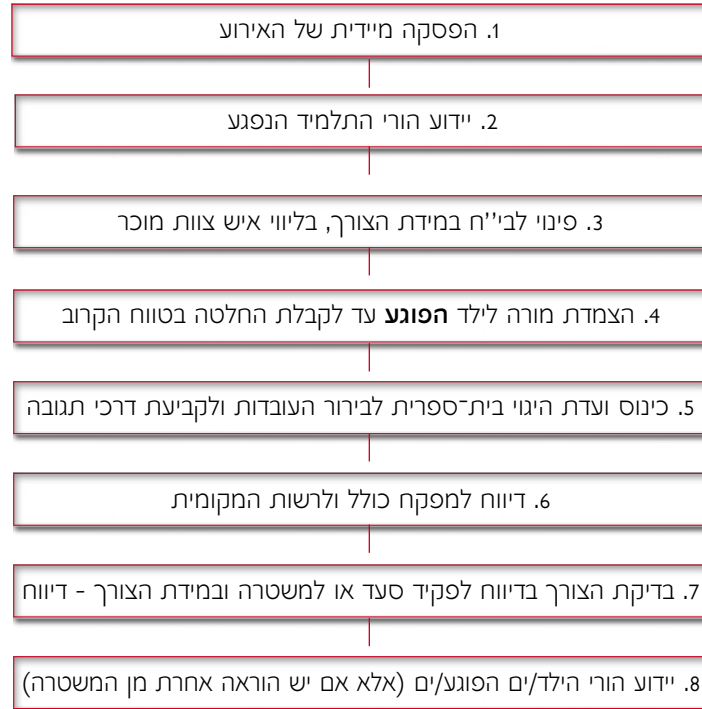 1. הפסקה מיידית של האירוע
2. יידוע הורי התלמיד הנפגע
3. פינוי לבי''ח במידת הצורך, בליווי איש צוות מוכר
4. הצמדת מורה לילד הפוגע עד לקבלת החלטה בטווח הקרוב
5. כינוס ועדת היגוי בית־ספרית לבירור העובדות ולקביעת דרכי תגובה
6. דיווח למפקח כולל ולרשות המקומית
7. בדיקת הצורך בדיווח לפקיד סעד או למשטרה ובמידת הצורך - דיווח
8. יידוע הורי הילד/ים הפוגע/ים (אלא אם יש הוראה אחרת מן המשטרה)